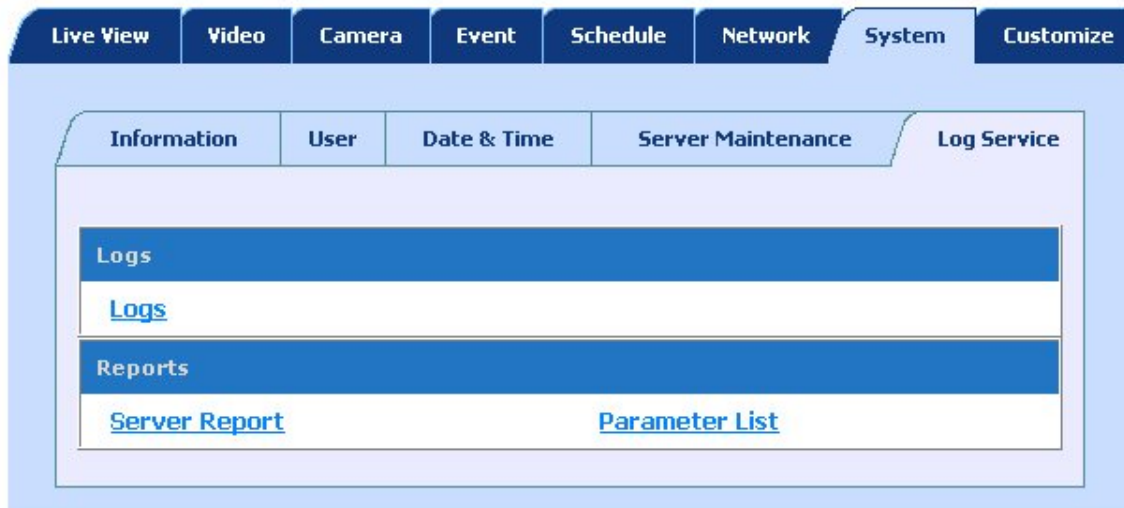 Live View Video Camera Event Schedule Network System Customize
Information User Date & Time Server Maintenance Log Service
Logs
Logs
Reports
Server Report Parameter List